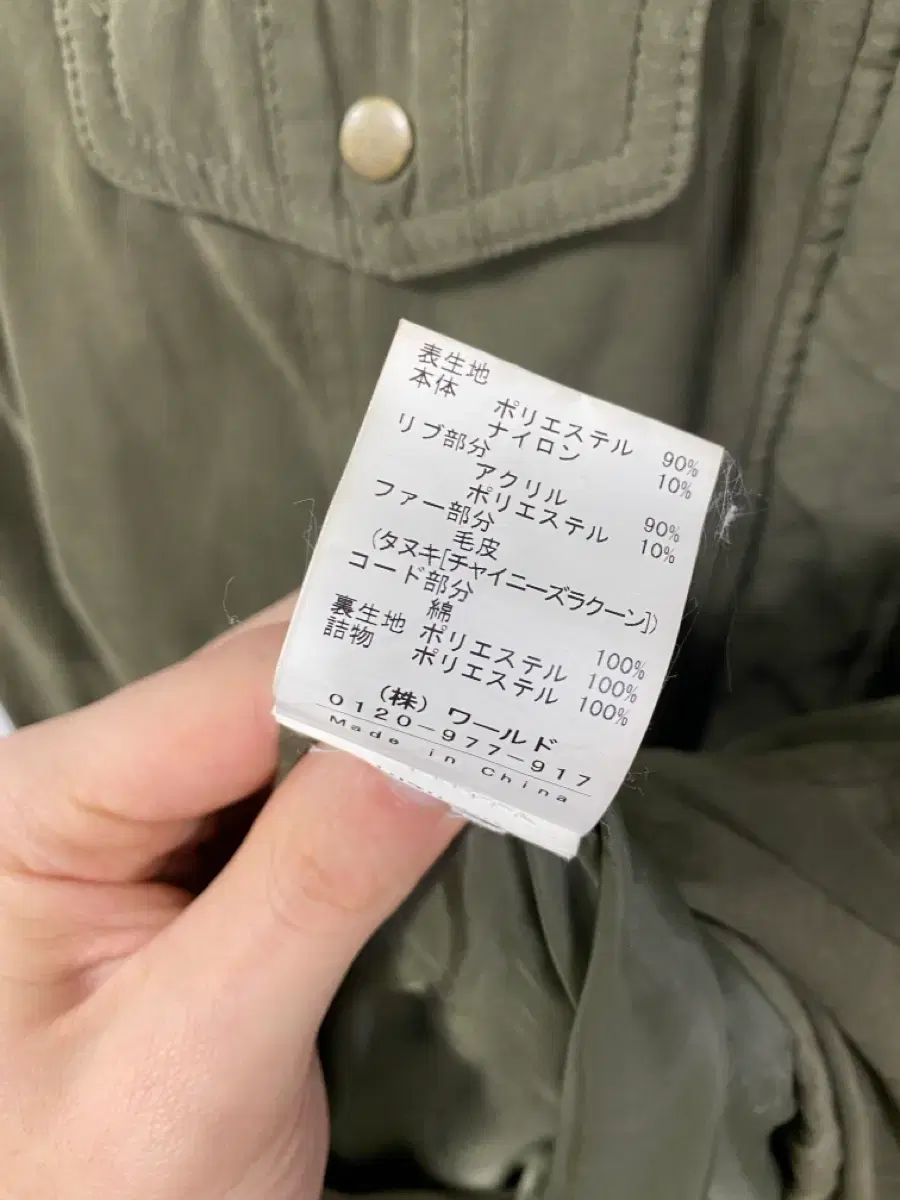 表生地
本体
ポリエステル 90%
ナイロン 10%
リブ部分
アクリル 90%
ポリエステル 10%
ファー部分
毛皮
(タヌキ[チャイニーズラクーン])
コード部分
綿 100%
裏生地 ポリエステル 100%
詰物 ポリエステル 100%
(株) ワールド
0120-977-917
Made in China